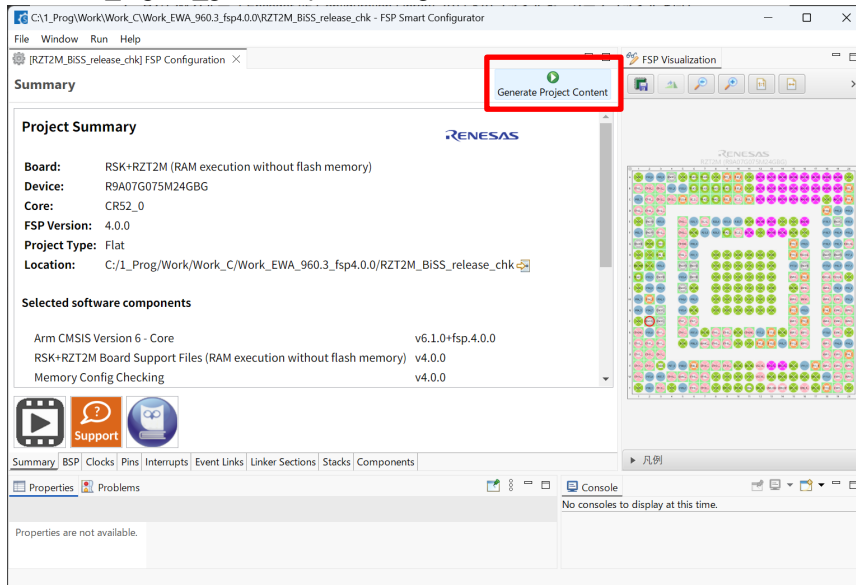 C:\1_Prog\Work\Work_C\Work_EWA_960.3_fsp4.0.0\RZT2M_BiSS_release_chk - FSP Smart Configurator
File Window Run Help
[RZT2M_BiSS_release_chk] FSP Configuration
FSP Visualization
Summary
Generate Project Content
Project Summary
RENESAS
Board: RSK+RZT2M (RAM execution without flash memory)
Device: R9A07G075M24GBG
Core: CR52_0
FSP Version: 4.0.0
Project Type: Flat
Location: C:/1_Prog/Work/Work_C/Work_EWA_960.3_fsp4.0.0/RZT2M_BiSS_release_chk
Selected software components
Arm CMSIS Version 6 - Core v6.1.0+fsp.4.0.0
RSK+RZT2M Board Support Files (RAM execution without flash memory) v4.0.0
Memory Config Checking v4.0.0
Support
RENESAS
Summary BSP Clocks Pins Interrupts Event Links Linker Sections Stacks Components
凡例
Properties Problems
Console
No consoles to display at this time.
Properties are not available.